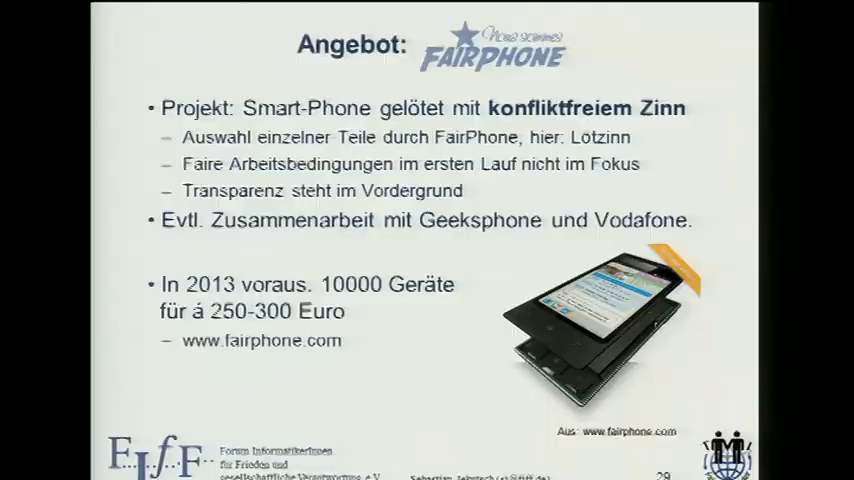 Angebot:
FAIRPHONE
• Projekt: Smart-Phone gelötet mit konfliktfreiem Zinn
– Auswahl einzelner Teile durch FairPhone, hier: Lötzinn
– Faire Arbeitsbedingungen im ersten Lauf nicht im Fokus
– Transparenz steht im Vordergrund
• Evtl. Zusammenarbeit mit Geeksphone und Vodafone.
• In 2013 voraus. 10000 Geräte
für á 250-300 Euro
– www.fairphone.com
Aus: www.fairphone.com
FIfF
Forum InformatikerInnen
für Frieden und
gesellschaftliche Verantwortung e.V.
Sebastian
29